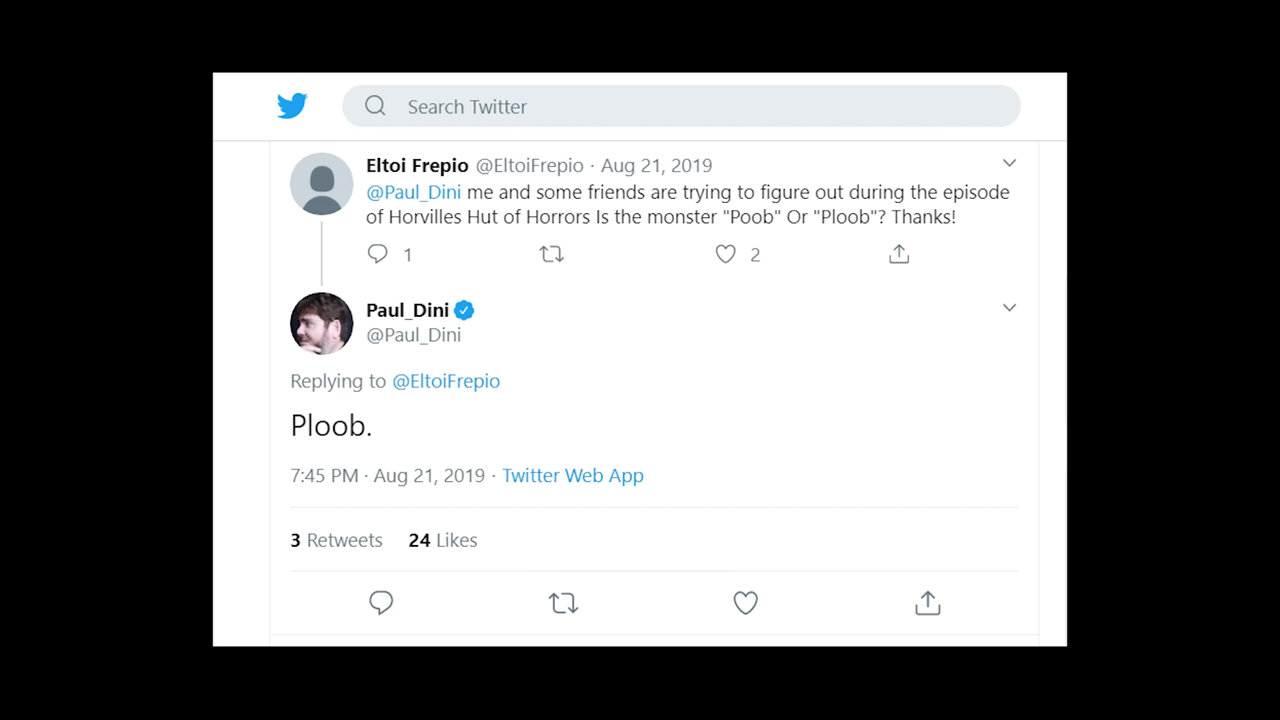 Search Twitter
Eltoi Frepio @EltoiFrepio · Aug 21, 2019
@Paul_Dini me and some friends are trying to figure out during the episode
of Horvilles Hut of Horrors Is the monster "Poob" Or "Ploob"? Thanks!
1 2
Paul_Dini
@Paul_Dini
Replying to @EltoiFrepio
Ploob.
7:45 PM · Aug 21, 2019 · Twitter Web App
3 Retweets 24 Likes